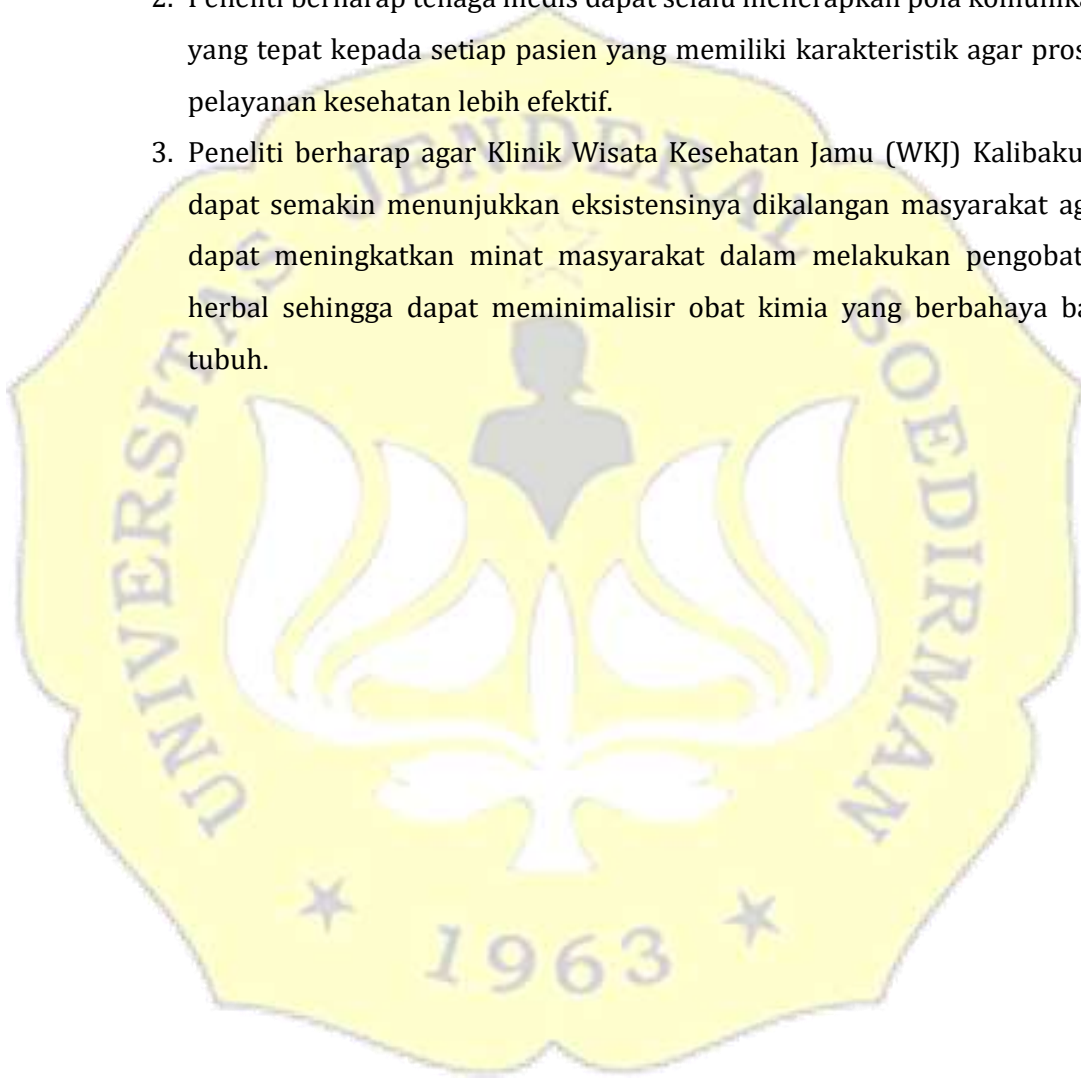 2. Peneliti berharap tenaga medis dapat selalu menerapkan pola komunika
yang tepat kepada setiap pasien yang memiliki karakteristik agar pros
pelayanan kesehatan lebih efektif.
3. Peneliti berharap agar Klinik Wisata Kesehatan Jamu (WKJ) Kalibaku
dapat semakin menunjukkan eksistensinya dikalangan masyarakat ag
dapat meningkatkan minat masyarakat dalam melakukan pengobat
herbal sehingga dapat meminimalisir obat kimia yang berbahaya ba
tubuh.
UNIVERSITAS JENDERAL SOEDIRMAN
1963